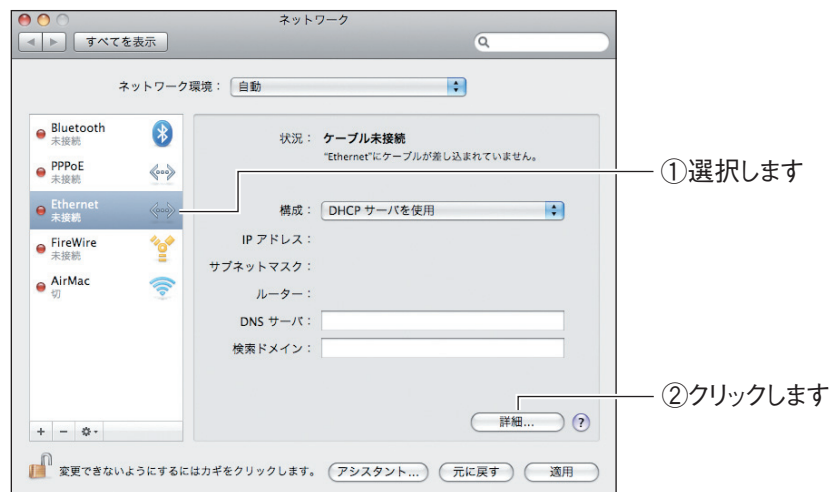 ネットワーク
すべてを表示
ネットワーク環境： 自動
Bluetooth
未接続
PPPoE
未接続
Ethernet
未接続
FireWire
未接続
AirMac
切
状況： ケーブル未接続
"Ethernet"にケーブルが差し込まれていません。
構成： DHCP サーバを使用
IP アドレス：
サブネットマスク：
ルーター：
DNS サーバ：
検索ドメイン：
詳細... ?
+ −
変更できないようにするにはカギをクリックします。 アシスタント... 元に戻す 適用
①選択します
②クリックします